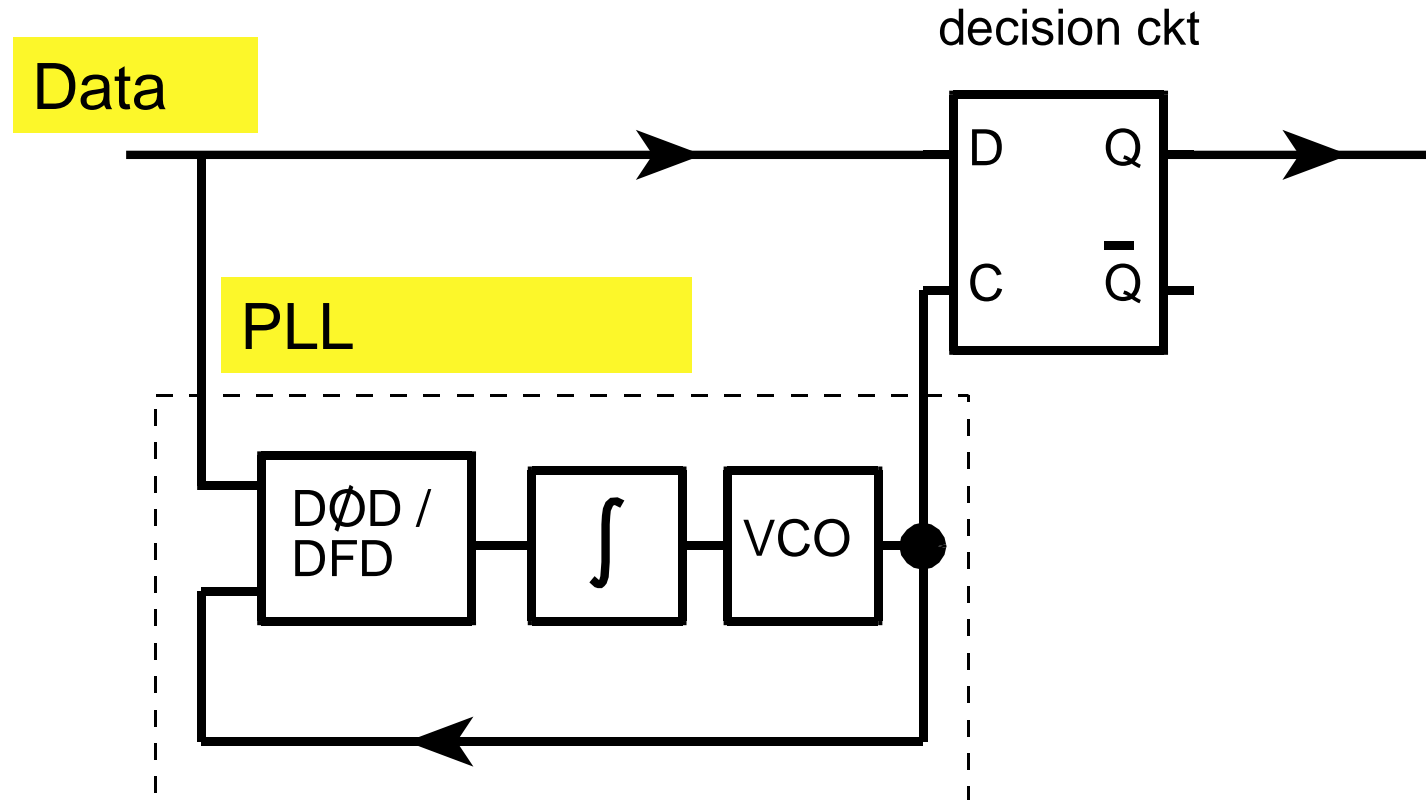 decision ckt
Data
D Q
C Q̅
PLL
DØD /
DFD
∫
VCO